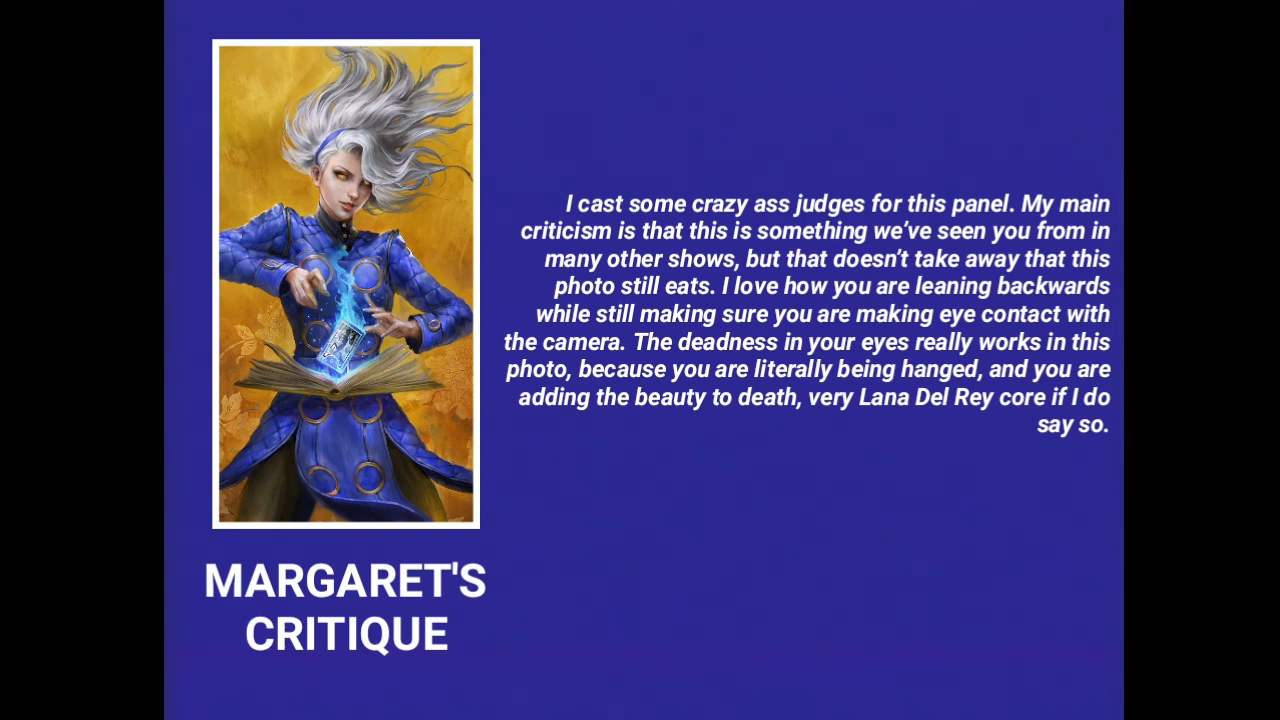 I cast some crazy ass judges for this panel. My main
criticism is that this is something we've seen you from in
many other shows, but that doesn't take away that this
photo still eats. I love how you are leaning backwards
while still making sure you are making eye contact with
the camera. The deadness in your eyes really works in this
photo, because you are literally being hanged, and you are
adding the beauty to death, very Lana Del Rey core if I do
say so.
MARGARET'S
CRITIQUE